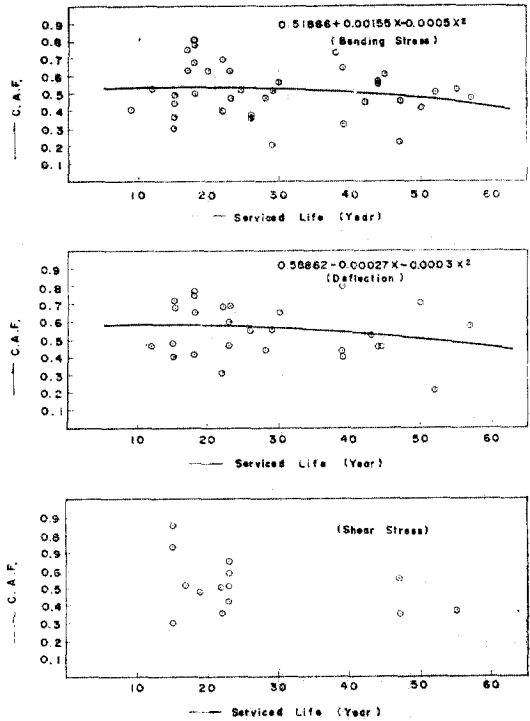 0.9
0.8
0.7
0.6
0.5
0.4
0.3
0.2
0.1
C.A.F.
0.51866+0.00155X-0.0005X²
(Bending Stress)
10 20 30 40 50 60
Serviced Life (Year)
0.9
0.8
0.7
0.6
0.5
0.4
0.3
0.2
0.1
C.A.F.
0.56862-0.00027X-0.0003X²
(Deflection)
10 20 30 40 50 60
Serviced Life (Year)
0.9
0.8
0.7
0.6
0.5
0.4
0.3
0.2
0.1
C.A.F.
(Shear Stress)
10 20 30 40 50 60
Serviced Life (Year)